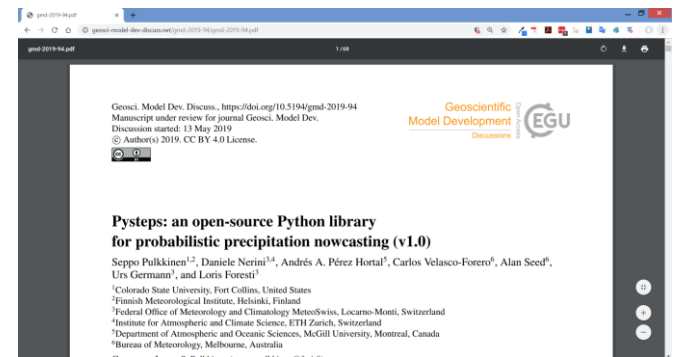 gmd-2019-94.pdf
geosci-model-dev-discuss.net/gmd-2019-94/gmd-2019-94.pdf
gmd-2019-94.pdf
1 / 68
Geosci. Model Dev. Discuss., https://doi.org/10.5194/gmd-2019-94
Manuscript under review for journal Geosci. Model Dev.
Discussion started: 13 May 2019
© Author(s) 2019. CC BY 4.0 License.
Geoscientific
Model Development
Discussions
Open Access
EGU
Pysteps: an open-source Python library
for probabilistic precipitation nowcasting (v1.0)
Seppo Pulkkinen1,2, Daniele Nerini3,4, Andrés A. Pérez Hortal5, Carlos Velasco-Forero6, Alan Seed6,
Urs Germann3, and Loris Foresti3
1Colorado State University, Fort Collins, United States
2Finnish Meteorological Institute, Helsinki, Finland
3Federal Office of Meteorology and Climatology MeteoSwiss, Locarno-Monti, Switzerland
4Institute for Atmospheric and Climate Science, ETH Zurich, Switzerland
5Department of Atmospheric and Oceanic Sciences, McGill University, Montreal, Canada
6Bureau of Meteorology, Melbourne, Australia